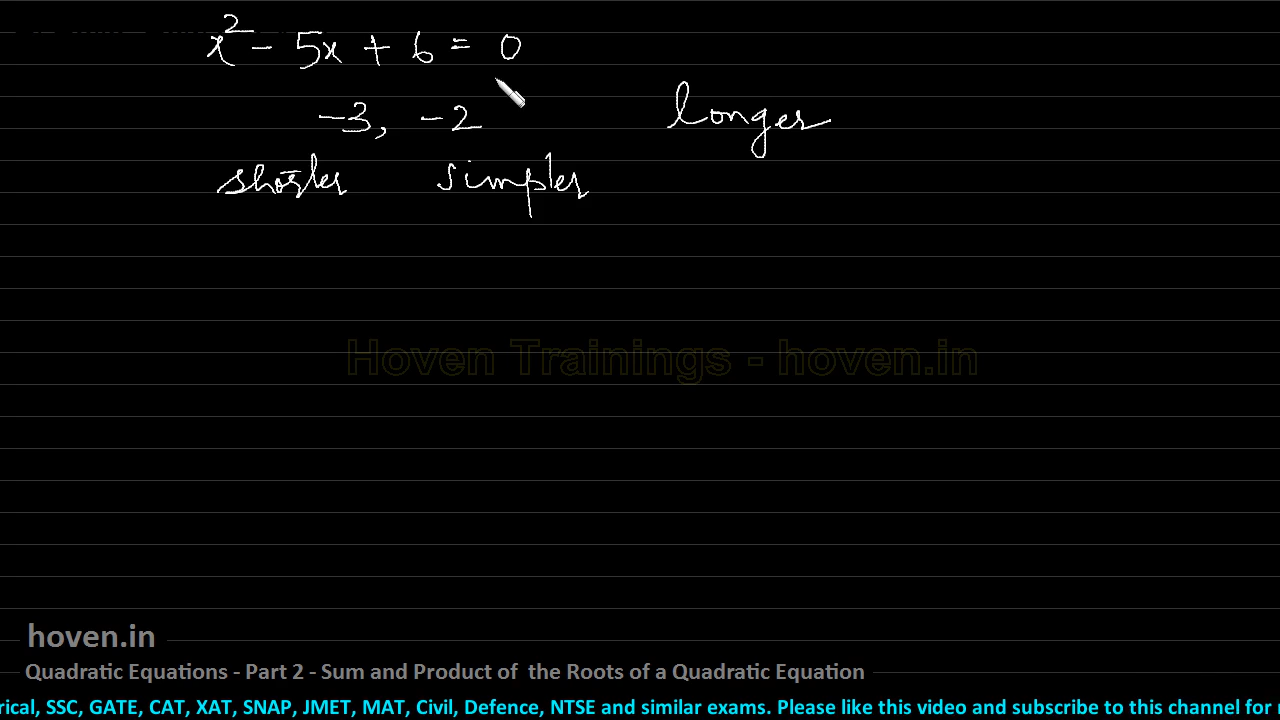 x² - 5x + 6 = 0
-3, -2 longer
shorter simpler
Hoven Trainings - hoven.in
hoven.in
Quadratic Equations - Part 2 - Sum and Product of the Roots of a Quadratic Equation
rical, SSC, GATE, CAT, XAT, SNAP, JMET, MAT, Civil, Defence, NTSE and similar exams. Please like this video and subscribe to this channel for